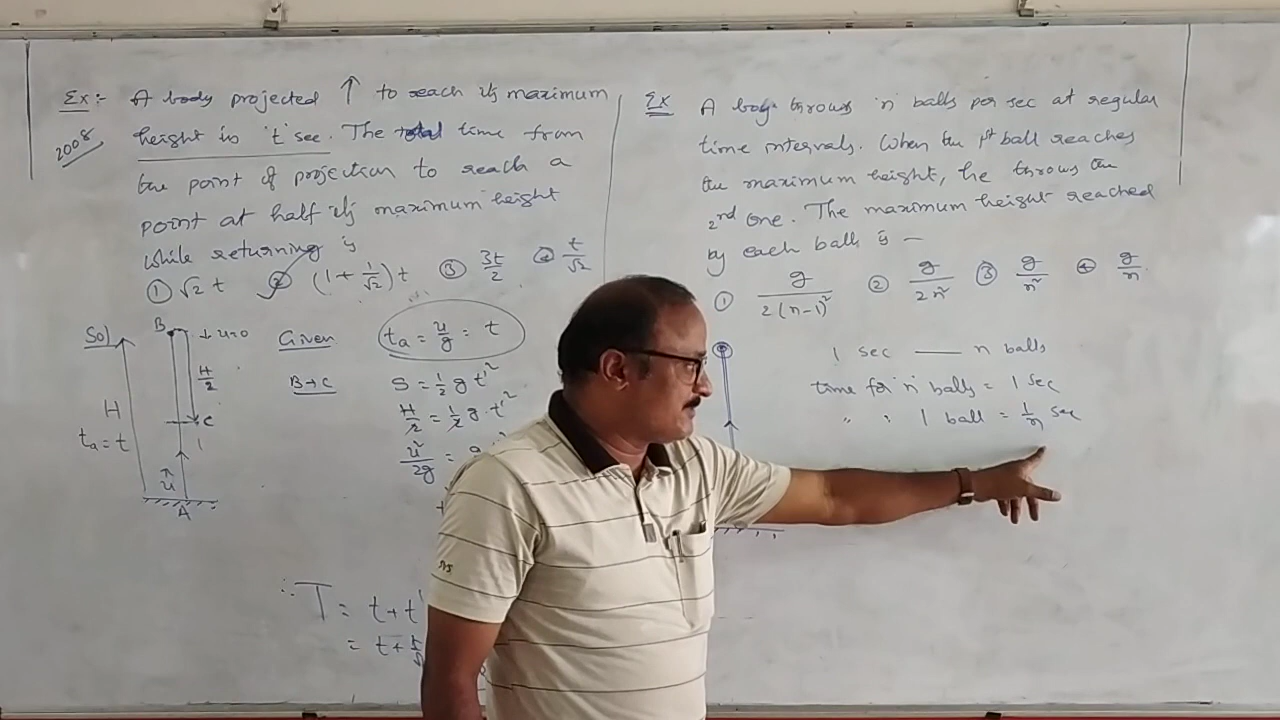 Ex:- A body projected ↑ to reach its maximum
2008
height is 't' sec. The total time from
the point of projection to reach a
point at half its maximum height
while returning is
① √2 t ② (1 + 1/√2) t ③ 3t/2 ④ t/√2
Sol
B
↓ u=0
H/2
C
H
ta = t
u
A
Given
ta = u/g = t
B→C
S = 1/2 g t'²
H/2 = 1/2 g · t'²
u²/2g =
∴ T = t + t'
= t + t
Ex A boy throws 'n' balls per sec at regular
time intervals. When the 1st ball reaches
the maximum height, he throws the
2nd one. The maximum height reached
by each ball is —
① g/2(n-1)² ② g/2n² ③ g/n² ④ g/n
1 sec — n balls
time for 'n' balls = 1 sec
" " 1 ball = 1/n sec